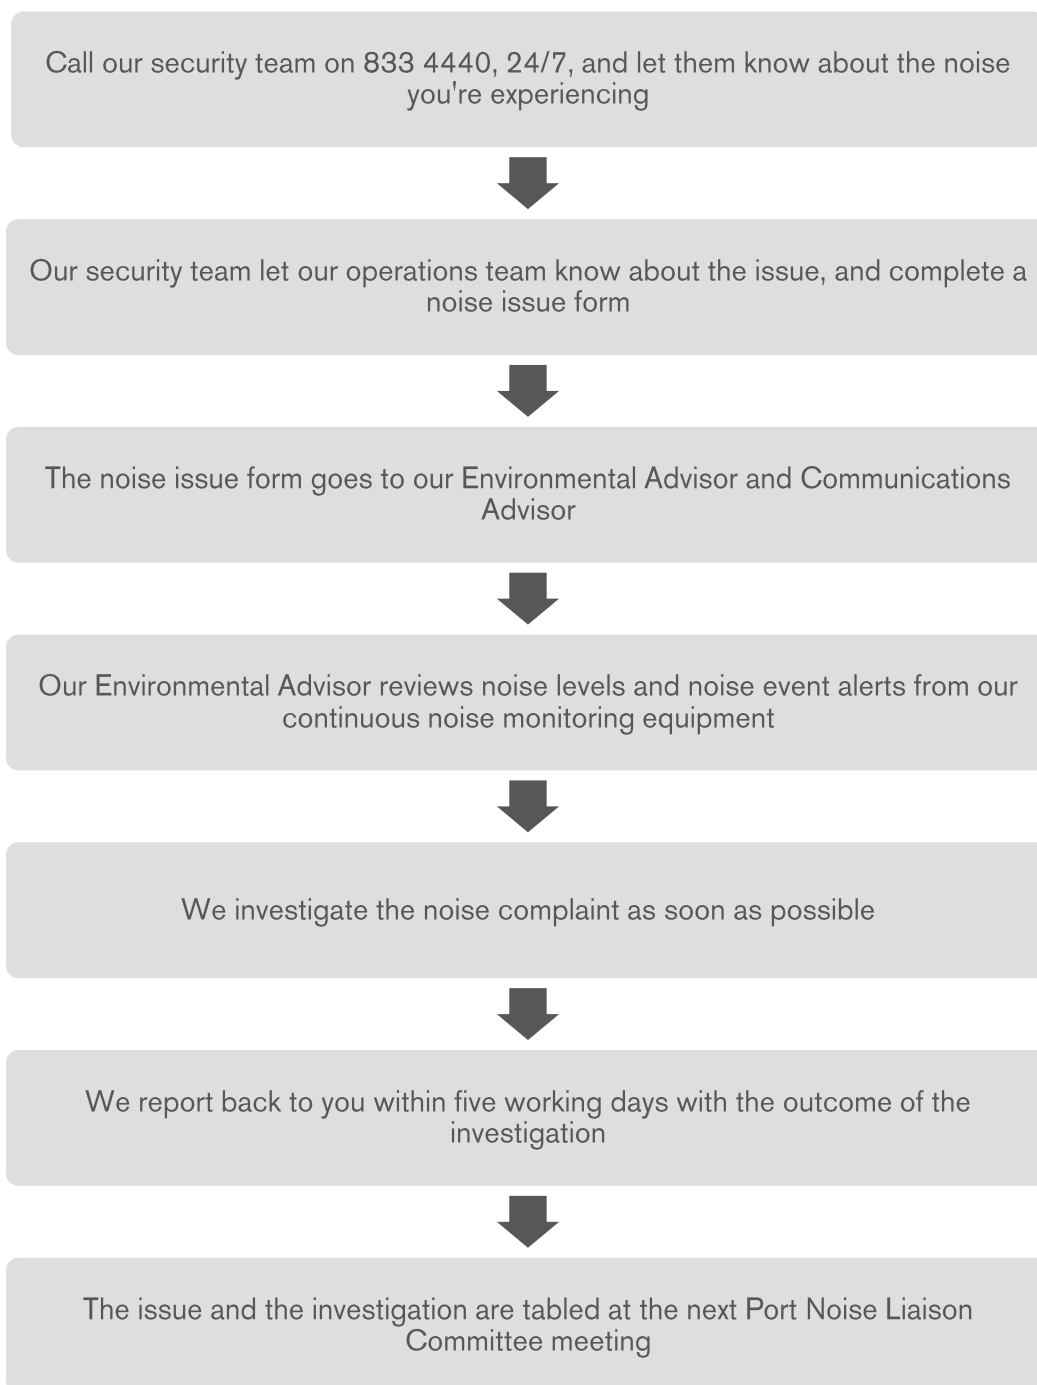 Call our security team on 833 4440, 24/7, and let them know about the noise
you're experiencing
Our security team let our operations team know about the issue, and complete a
noise issue form
The noise issue form goes to our Environmental Advisor and Communications
Advisor
Our Environmental Advisor reviews noise levels and noise event alerts from our
continuous noise monitoring equipment
We investigate the noise complaint as soon as possible
We report back to you within five working days with the outcome of the
investigation
The issue and the investigation are tabled at the next Port Noise Liaison
Committee meeting